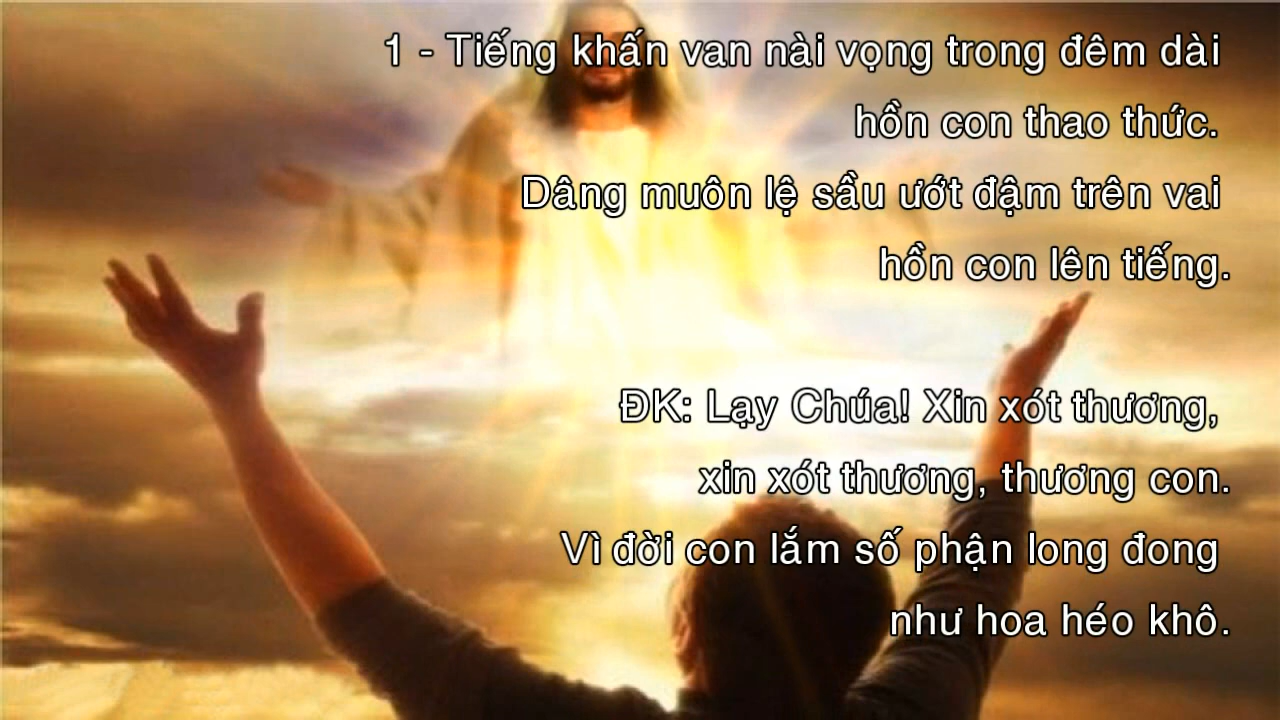 1 - Tiếng khấn van nài vọng trong đêm dài
hồn con thao thức.
Dâng muôn lệ sầu ướt đậm trên vai
hồn con lên tiếng.
ĐK: Lạy Chúa! Xin xót thương,
xin xót thương, thương con.
Vì đời con lắm số phận long đong
như hoa héo khô.